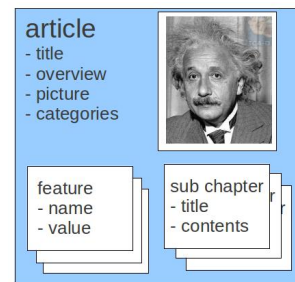 article
- title
- overview
- picture
- categories
feature
- name
- value
sub chapter
- title
- contents
r
r